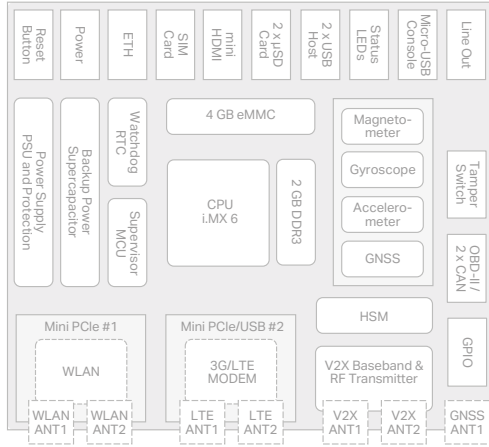 Reset
Button
Power
ETH
SIM
Card
mini
HDMI
2 x µSD
Card
2 x USB
Host
Status
LEDs
Micro-USB
Console
Line Out
Power Supply
PSU and Protection
Backup Power
Supercapacitor
Watchdog
RTC
Supervisor
MCU
4 GB eMMC
CPU
i.MX 6
2 GB DDR3
Magneto-
meter
Gyroscope
Accelero-
meter
GNSS
Tamper
Switch
OBD-II /
2 x CAN
GPIO
HSM
V2X Baseband &
RF Transmitter
Mini PCIe #1
WLAN
Mini PCIe/USB #2
3G/LTE
MODEM
WLAN
ANT1
WLAN
ANT2
LTE
ANT1
LTE
ANT2
V2X
ANT1
V2X
ANT2
GNSS
ANT1